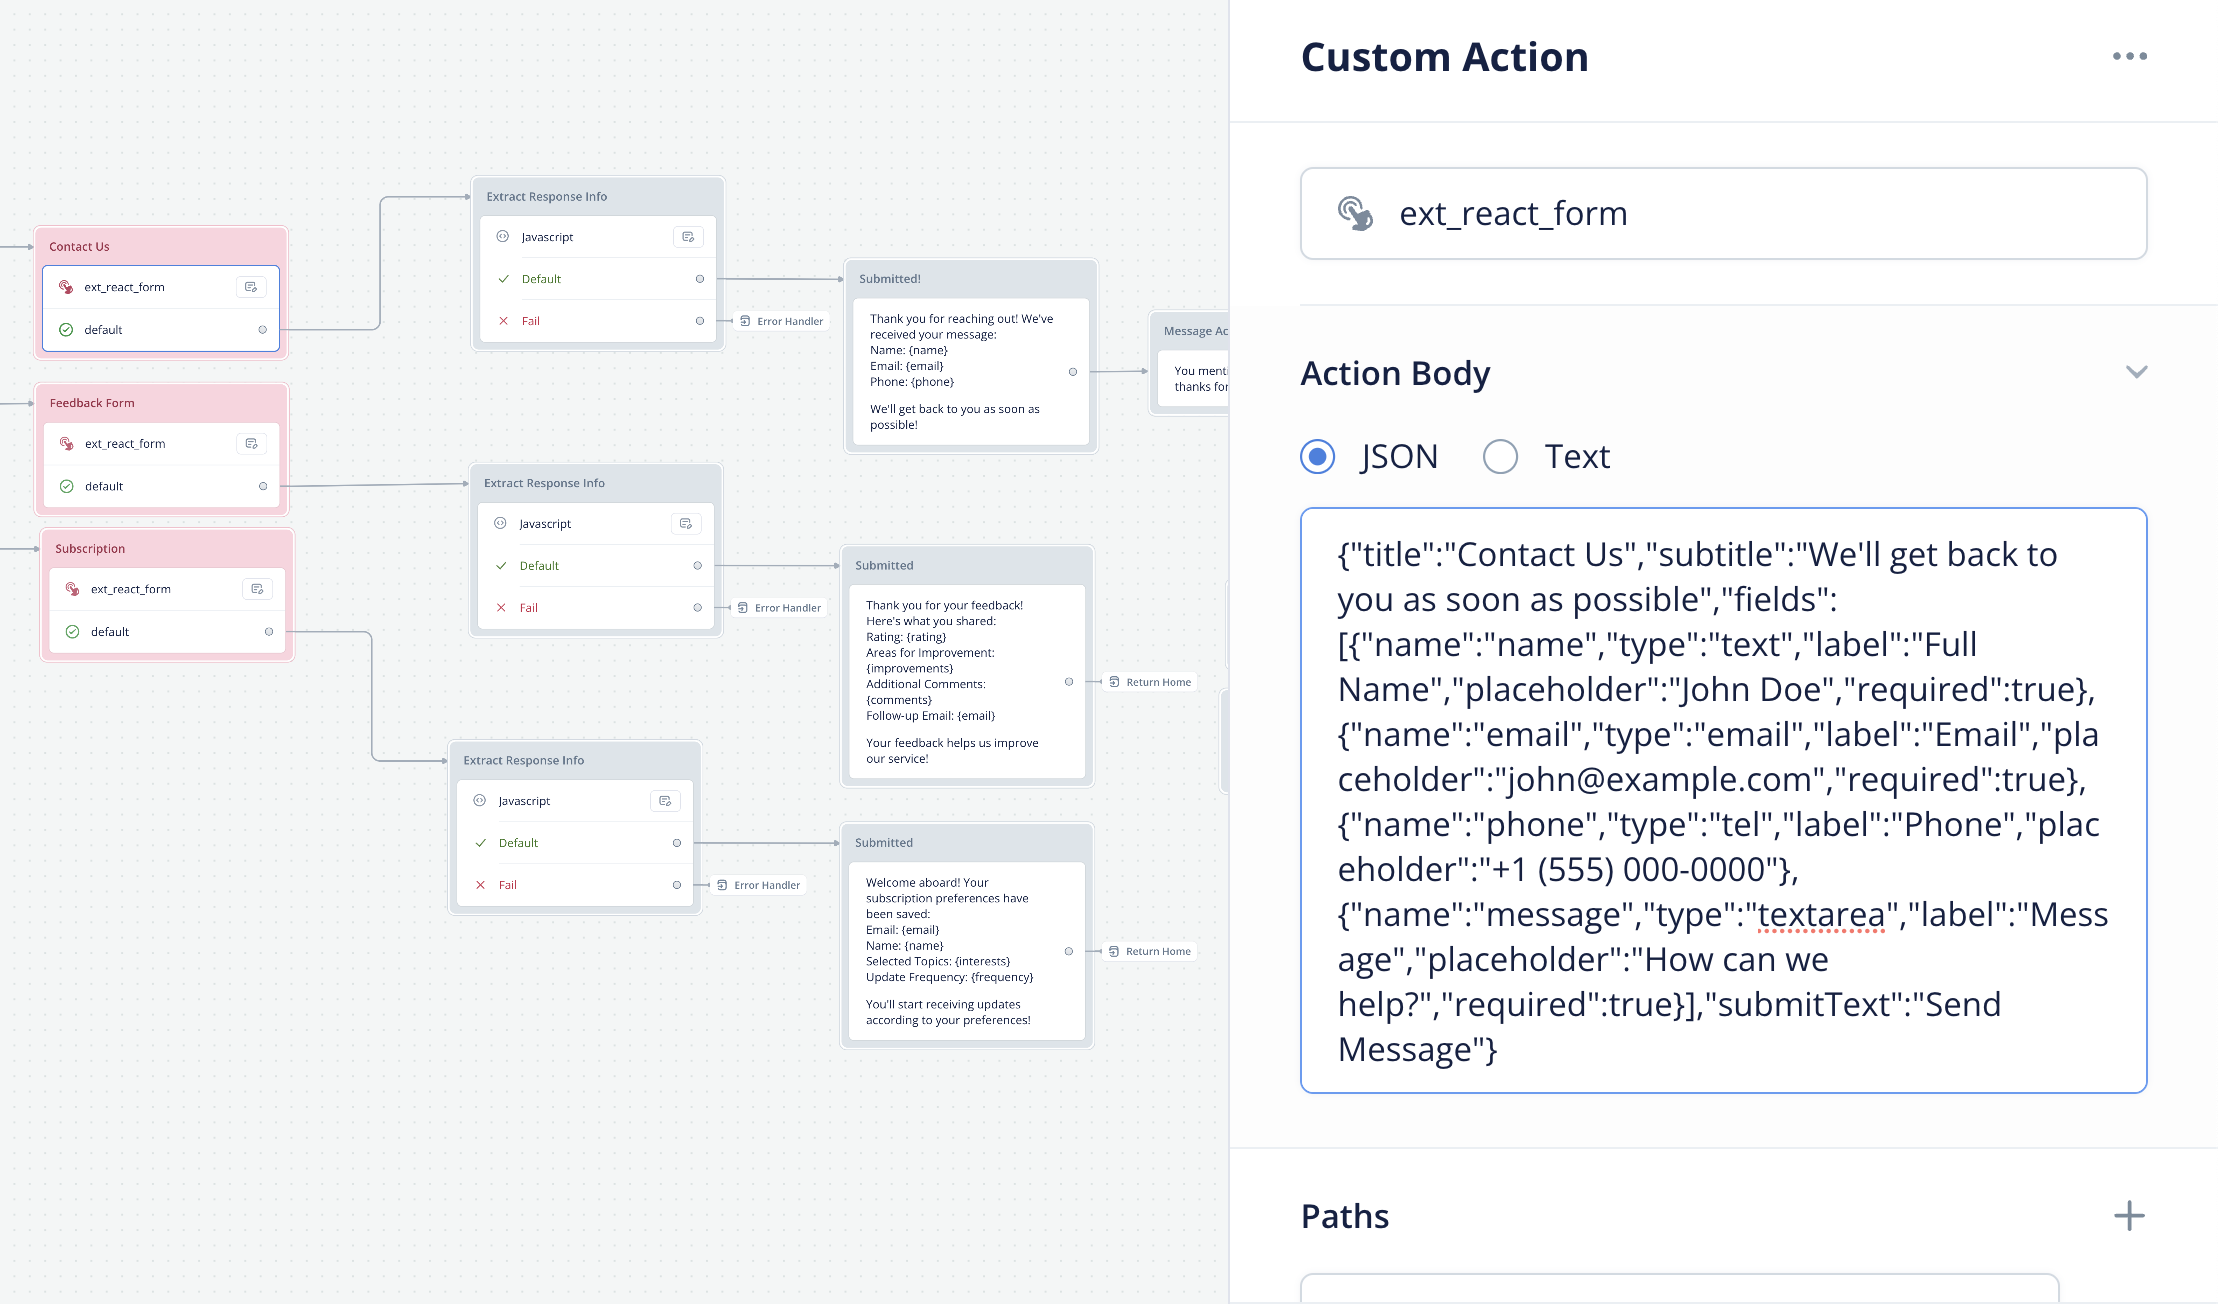 Contact Us
ext_react_form
default
Feedback Form
ext_react_form
default
Subscription
ext_react_form
default
Extract Response Info
Javascript
Default
Fail
Error Handler
Extract Response Info
Javascript
Default
Fail
Error Handler
Extract Response Info
Javascript
Default
Fail
Error Handler
Submitted!
Thank you for reaching out! We've
received your message:
Name: {name}
Email: {email}
Phone: {phone}
We'll get back to you as soon as
possible!
Submitted
Thank you for your feedback!
Here's what you shared:
Rating: {rating}
Areas for Improvement:
{improvements}
Additional Comments:
{comments}
Follow-up Email: {email}
Your feedback helps us improve
our service!
Return Home
Submitted
Welcome aboard! Your
subscription preferences have
been saved:
Email: {email}
Name: {name}
Selected Topics: {interests}
Update Frequency: {frequency}
You'll start receiving updates
according to your preferences!
Return Home
Message Ac
You menti
thanks for
Custom Action
ext_react_form
Action Body
JSON
Text
{"title":"Contact Us","subtitle":"We'll get back to
you as soon as possible","fields":
[{"name":"name","type":"text","label":"Full
Name","placeholder":"John Doe","required":true},
{"name":"email","type":"email","label":"Email","pla
ceholder":"john@example.com","required":true},
{"name":"phone","type":"tel","label":"Phone","plac
eholder":"+1 (555) 000-0000"},
{"name":"message","type":"textarea","label":"Mess
age","placeholder":"How can we
help?","required":true}],"submitText":"Send
Message"}
Paths